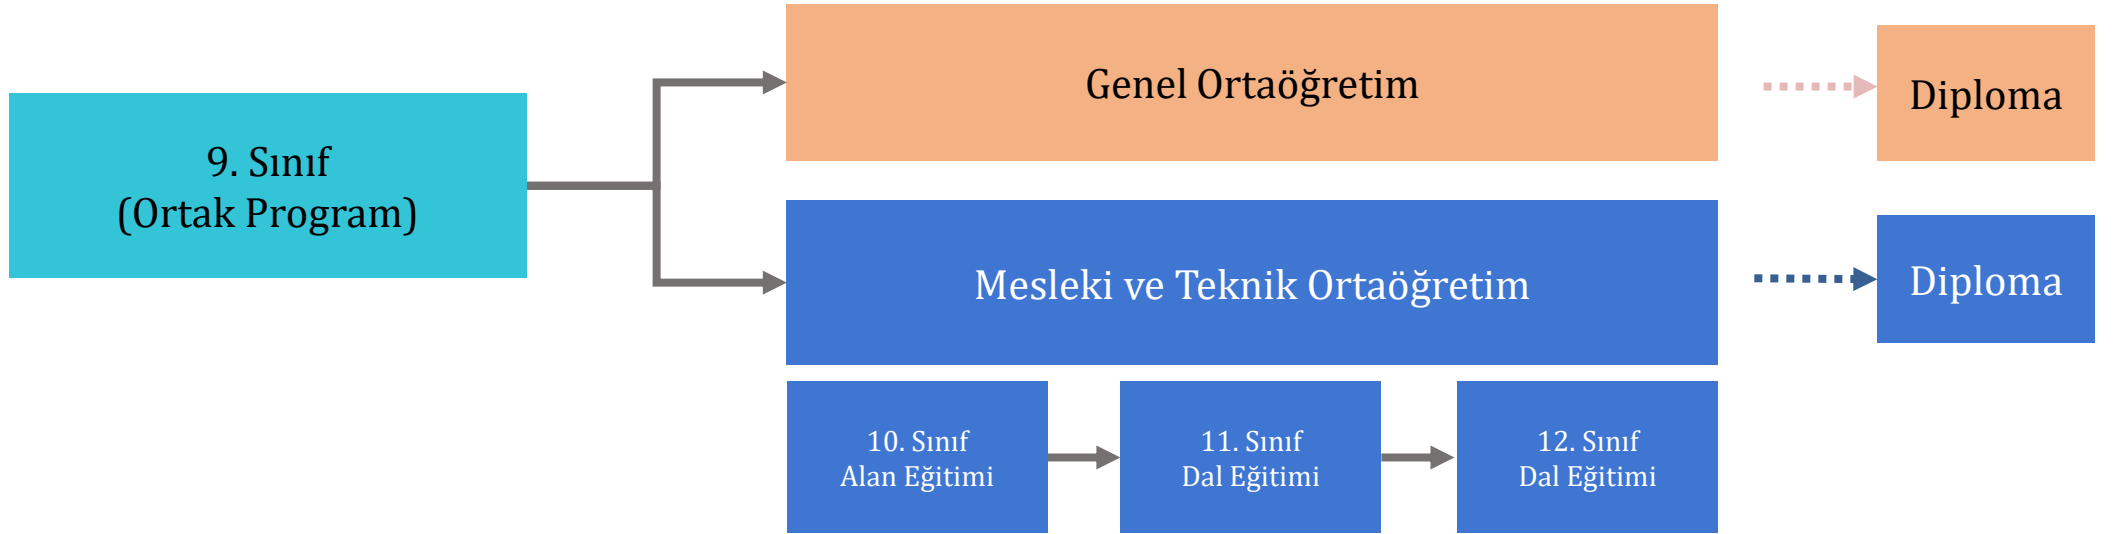 9. Sınıf
(Ortak Program)
Genel Ortaöğretim
Diploma
Mesleki ve Teknik Ortaöğretim
Diploma
10. Sınıf
Alan Eğitimi
11. Sınıf
Dal Eğitimi
12. Sınıf
Dal Eğitimi